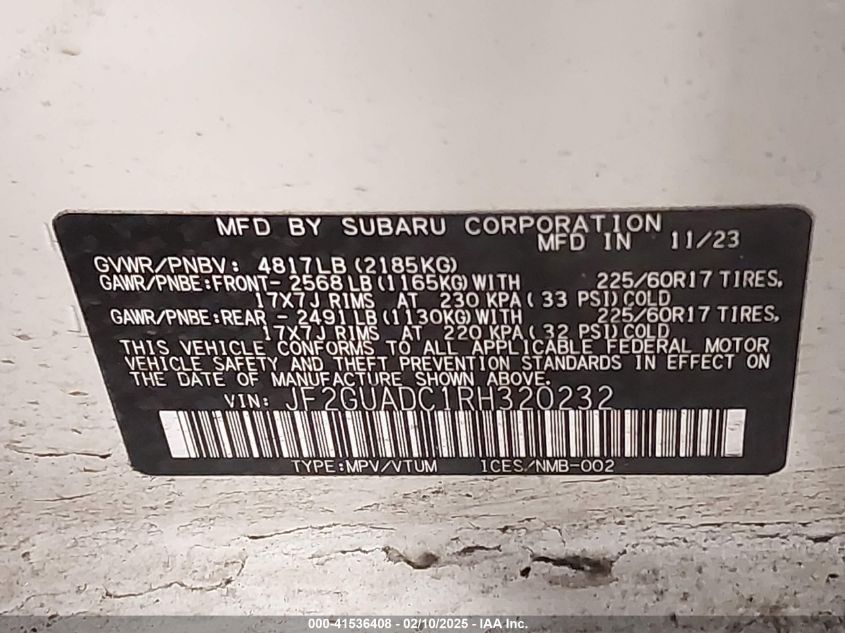 MFD BY SUBARU CORPORATION
MFD IN 11/23
GVWR/PNBV: 4817LB (2185KG)
GAWR/PNBE:FRONT- 2568 LB (1165KG) WITH 225/60R17 TIRES,
17X7J RIMS AT 230 KPA ( 33 PSI) COLD
GAWR/PNBE:REAR - 2491 LB (1130KG) WITH 225/60R17 TIRES,
17X7J RIMS AT 220 KPA ( 32 PSI) COLD
THIS VEHICLE CONFORMS TO ALL APPLICABLE FEDERAL MOTOR
VEHICLE SAFETY AND THEFT PREVENTION STANDARDS IN EFFECT ON
THE DATE OF MANUFACTURE SHOWN ABOVE.
VIN: JF2GUADC1RH320232
TYPE:MPV/VTUM ICES/NMB-002
000-41536408 - 02/10/2025 - IAA Inc.